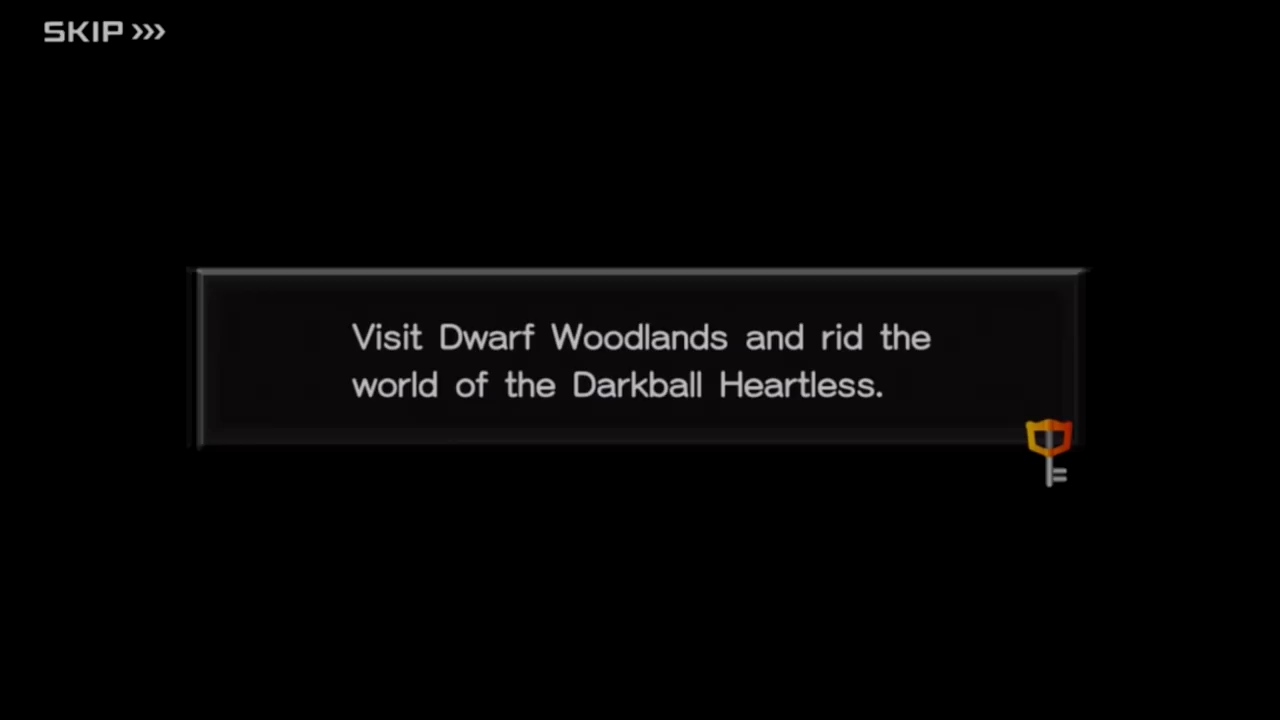 SKIP >>>
Visit Dwarf Woodlands and rid the
world of the Darkball Heartless.